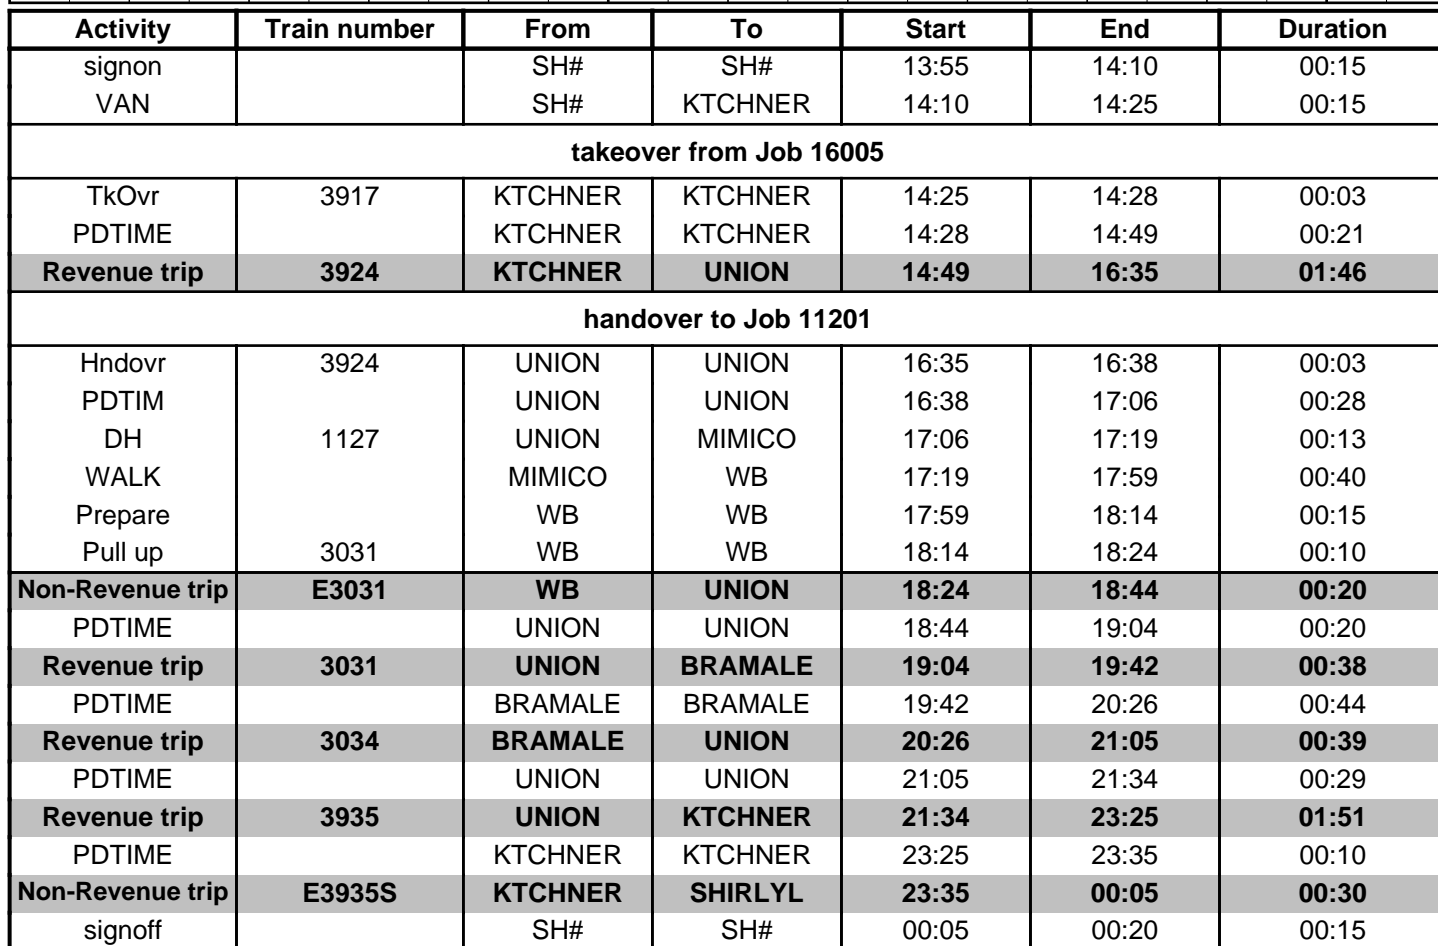 Activity Train number From To Start End Duration
signon SH# SH# 13:55 14:10 00:15
VAN SH# KTCHNER 14:10 14:25 00:15
takeover from Job 16005
TkOvr 3917 KTCHNER KTCHNER 14:25 14:28 00:03
PDTIME KTCHNER KTCHNER 14:28 14:49 00:21
Revenue trip 3924 KTCHNER UNION 14:49 16:35 01:46
handover to Job 11201
Hndovr 3924 UNION UNION 16:35 16:38 00:03
PDTIM UNION UNION 16:38 17:06 00:28
DH 1127 UNION MIMICO 17:06 17:19 00:13
WALK MIMICO WB 17:19 17:59 00:40
Prepare WB WB 17:59 18:14 00:15
Pull up 3031 WB WB 18:14 18:24 00:10
Non-Revenue trip E3031 WB UNION 18:24 18:44 00:20
PDTIME UNION UNION 18:44 19:04 00:20
Revenue trip 3031 UNION BRAMALE 19:04 19:42 00:38
PDTIME BRAMALE BRAMALE 19:42 20:26 00:44
Revenue trip 3034 BRAMALE UNION 20:26 21:05 00:39
PDTIME UNION UNION 21:05 21:34 00:29
Revenue trip 3935 UNION KTCHNER 21:34 23:25 01:51
PDTIME KTCHNER KTCHNER 23:25 23:35 00:10
Non-Revenue trip E3935S KTCHNER SHIRLYL 23:35 00:05 00:30
signoff SH# SH# 00:05 00:20 00:15